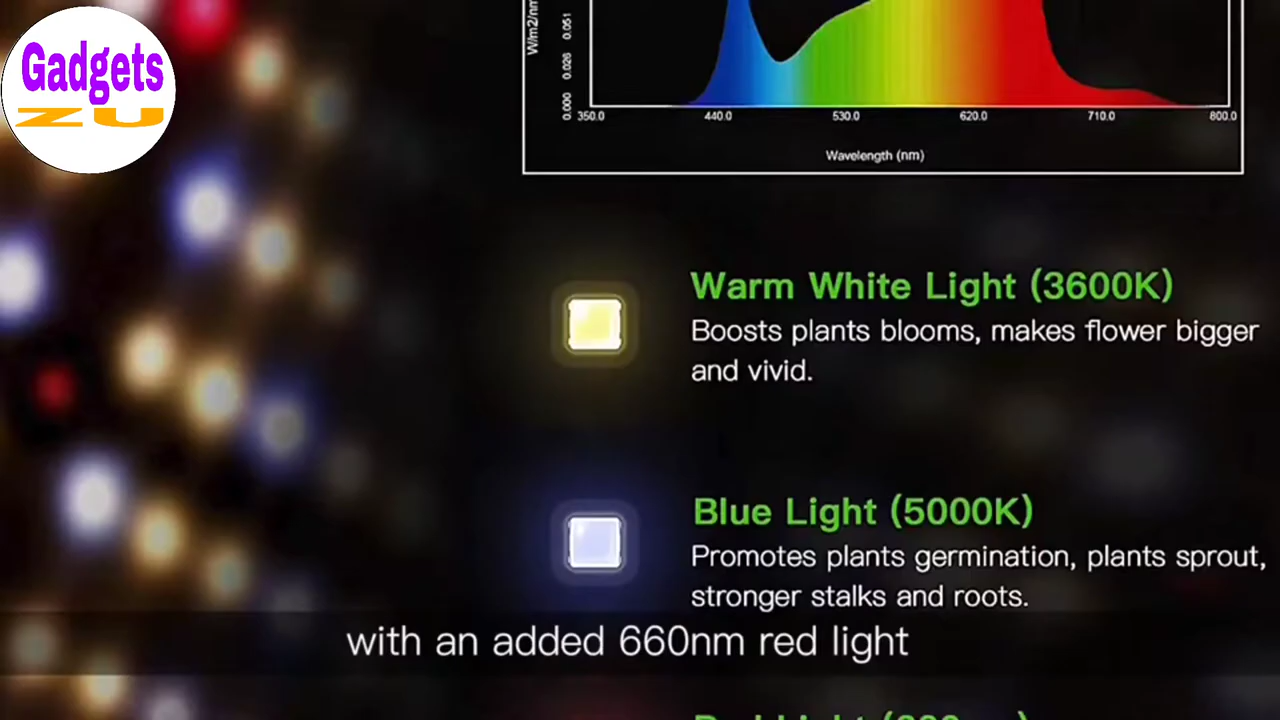 Gadgets
ZU
W/m2/nm
0.051
0.026
0.000
350.0 440.0 530.0 620.0 710.0 800.0
Wavelength (nm)
Warm White Light (3600K)
Boosts plants blooms, makes flower bigger
and vivid.
Blue Light (5000K)
Promotes plants germination, plants sprout,
stronger stalks and roots.
with an added 660nm red light